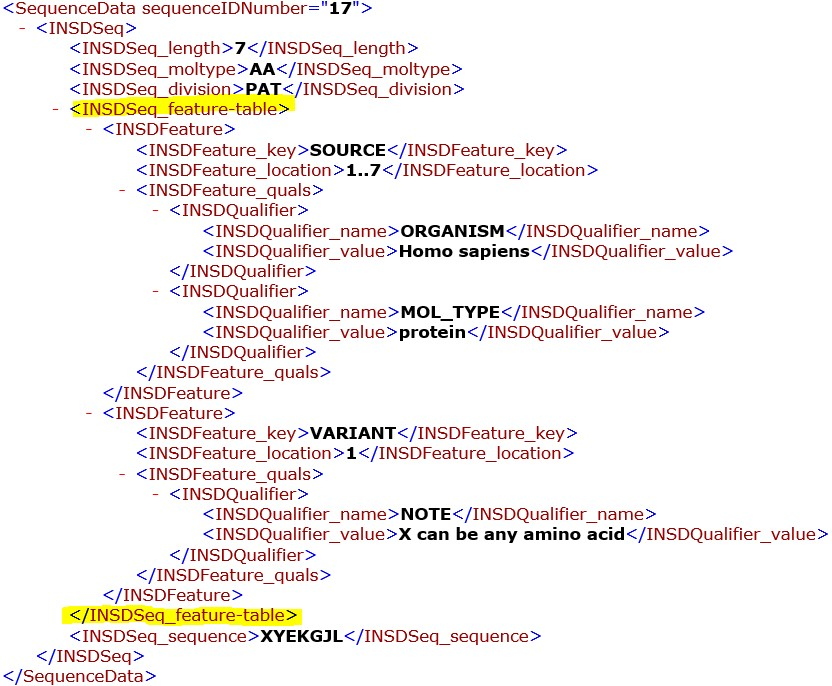 <SequenceData sequenceIDNumber="17">
- <INSDSeq>
<INSDSeq_length>7</INSDSeq_length>
<INSDSeq_moltype>AA</INSDSeq_moltype>
<INSDSeq_division>PAT</INSDSeq_division>
- <INSDSeq_feature-table>
- <INSDFeature>
<INSDFeature_key>SOURCE</INSDFeature_key>
<INSDFeature_location>1..7</INSDFeature_location>
- <INSDFeature_quals>
- <INSDQualifier>
<INSDQualifier_name>ORGANISM</INSDQualifier_name>
<INSDQualifier_value>Homo sapiens</INSDQualifier_value>
</INSDQualifier>
- <INSDQualifier>
<INSDQualifier_name>MOL_TYPE</INSDQualifier_name>
<INSDQualifier_value>protein</INSDQualifier_value>
</INSDQualifier>
</INSDFeature_quals>
</INSDFeature>
- <INSDFeature>
<INSDFeature_key>VARIANT</INSDFeature_key>
<INSDFeature_location>1</INSDFeature_location>
- <INSDFeature_quals>
- <INSDQualifier>
<INSDQualifier_name>NOTE</INSDQualifier_name>
<INSDQualifier_value>X can be any amino acid</INSDQualifier_value>
</INSDQualifier>
</INSDFeature_quals>
</INSDFeature>
</INSDSeq_feature-table>
<INSDSeq_sequence>XYEKGJL</INSDSeq_sequence>
</INSDSeq>
</SequenceData>